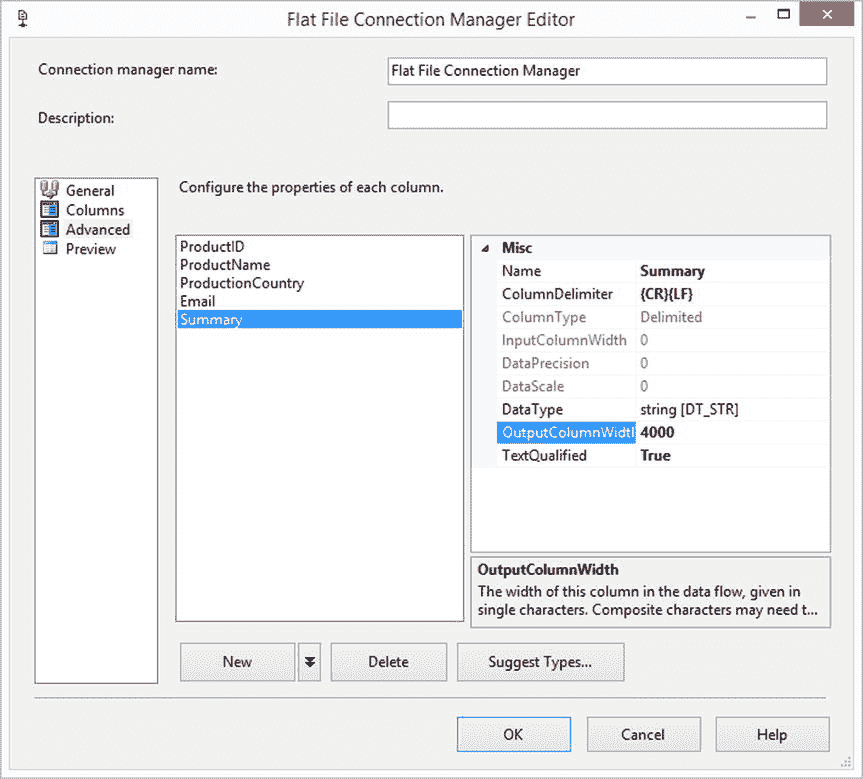 Flat File Connection Manager Editor
Connection manager name:
Flat File Connection Manager
Description:
General
Columns
Advanced
Preview
Configure the properties of each column.
ProductID
ProductName
ProductionCountry
Email
Summary
Misc
Name Summary
ColumnDelimiter {CR}{LF}
ColumnType Delimited
InputColumnWidth 0
DataPrecision 0
DataScale 0
DataType string [DT_STR]
OutputColumnWidt 4000
TextQualified True
OutputColumnWidth
The width of this column in the data flow, given in
single characters. Composite characters may need t...
New
Delete
Suggest Types...
OK
Cancel
Help